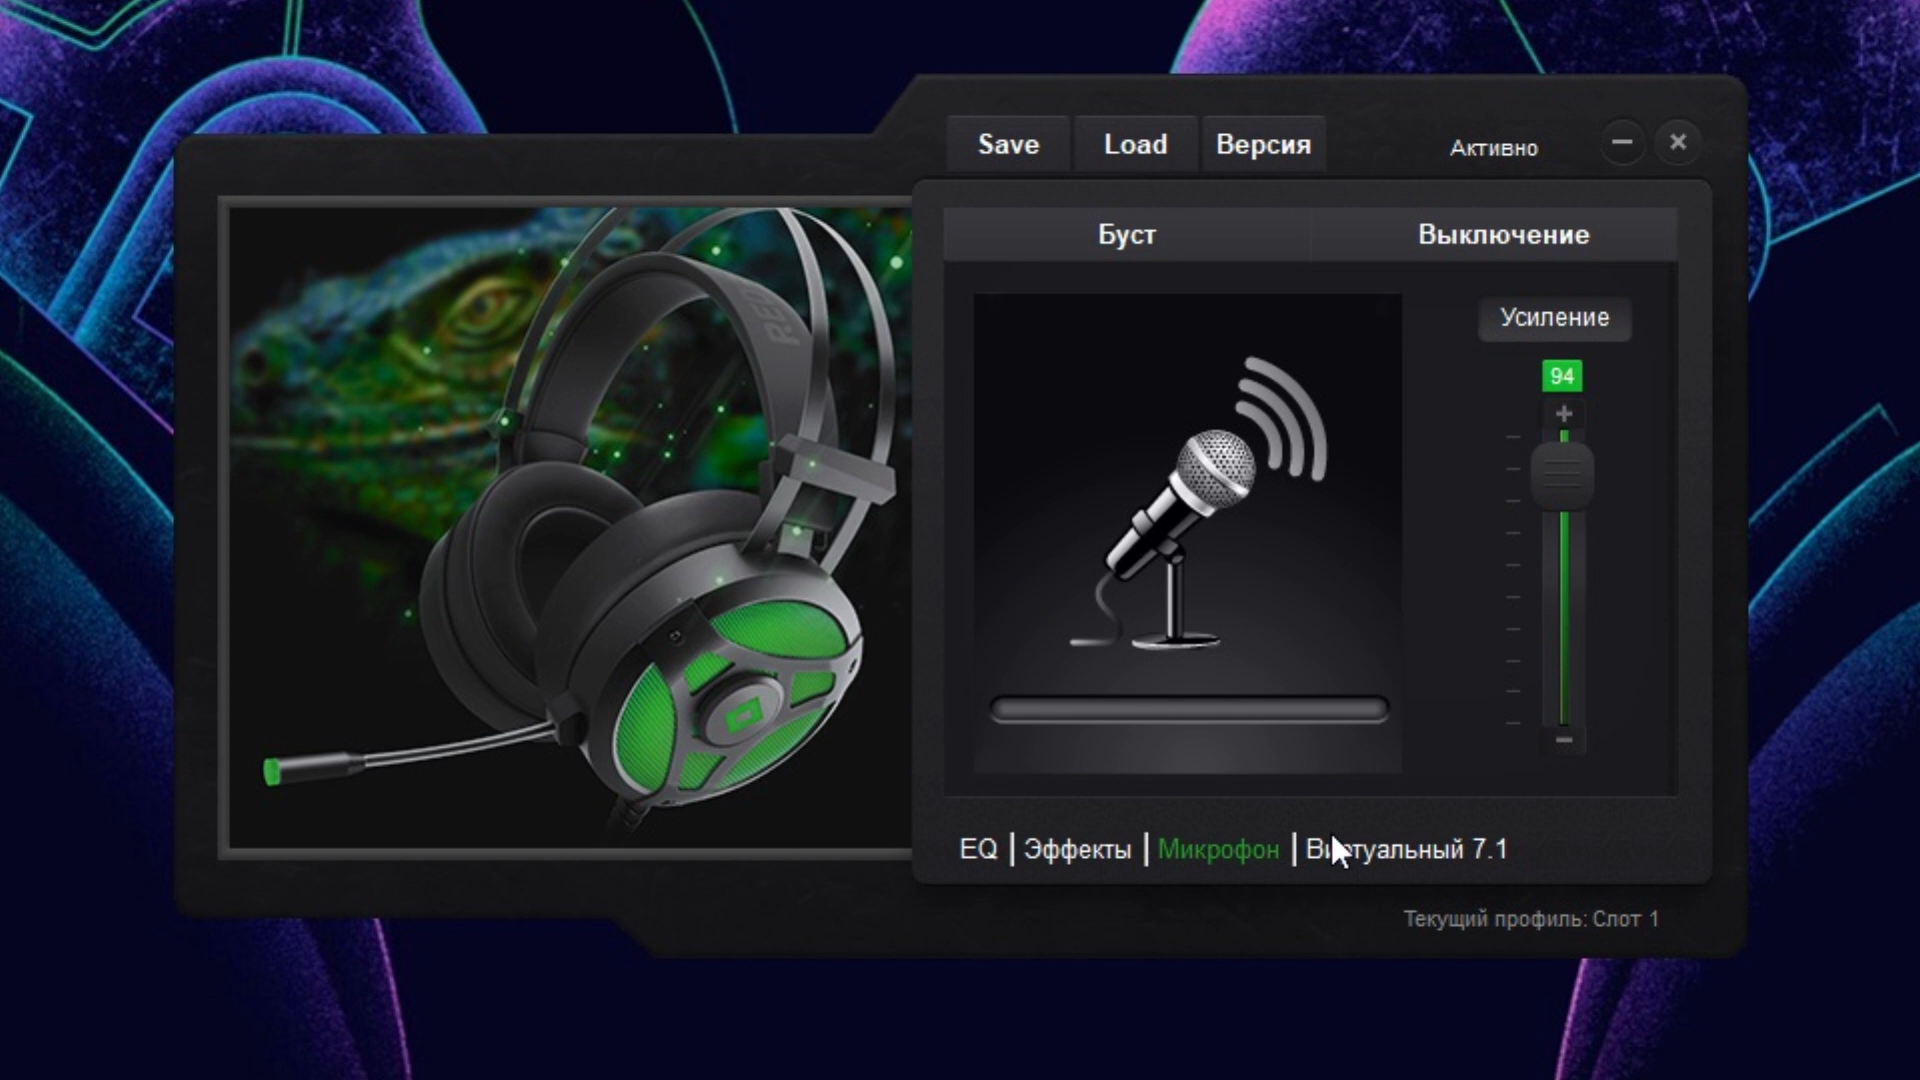 Save Load Версия Активно
Буст Выключение
Усиление
94
EQ | Эффекты | Микрофон | Виртуальный 7.1
Текущий профиль: Слот 1